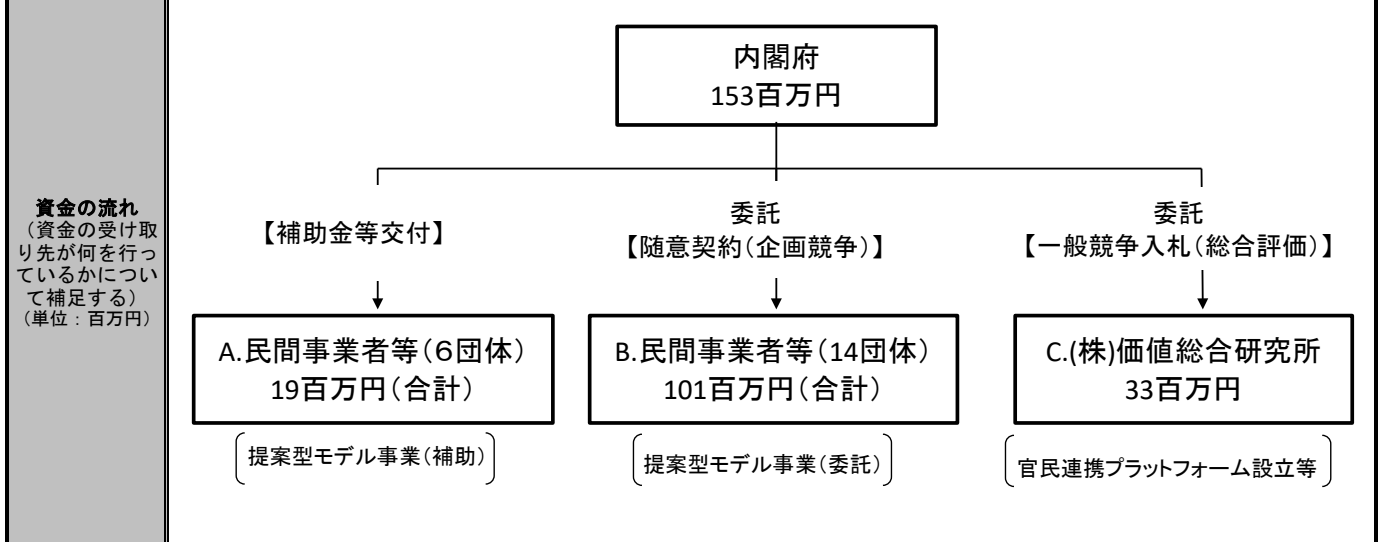 資金の流れ
(資金の受け取
り先が何を行っ
ているかについ
て補足する)
(単位：百万円)
内閣府
153百万円
【補助金等交付】
委託
【随意契約(企画競争)】
委託
【一般競争入札(総合評価)】
A.民間事業者等(６団体)
19百万円(合計)
B.民間事業者等(14団体)
101百万円(合計)
C.(株)価値総合研究所
33百万円
提案型モデル事業(補助)
提案型モデル事業(委託)
官民連携プラットフォーム設立等